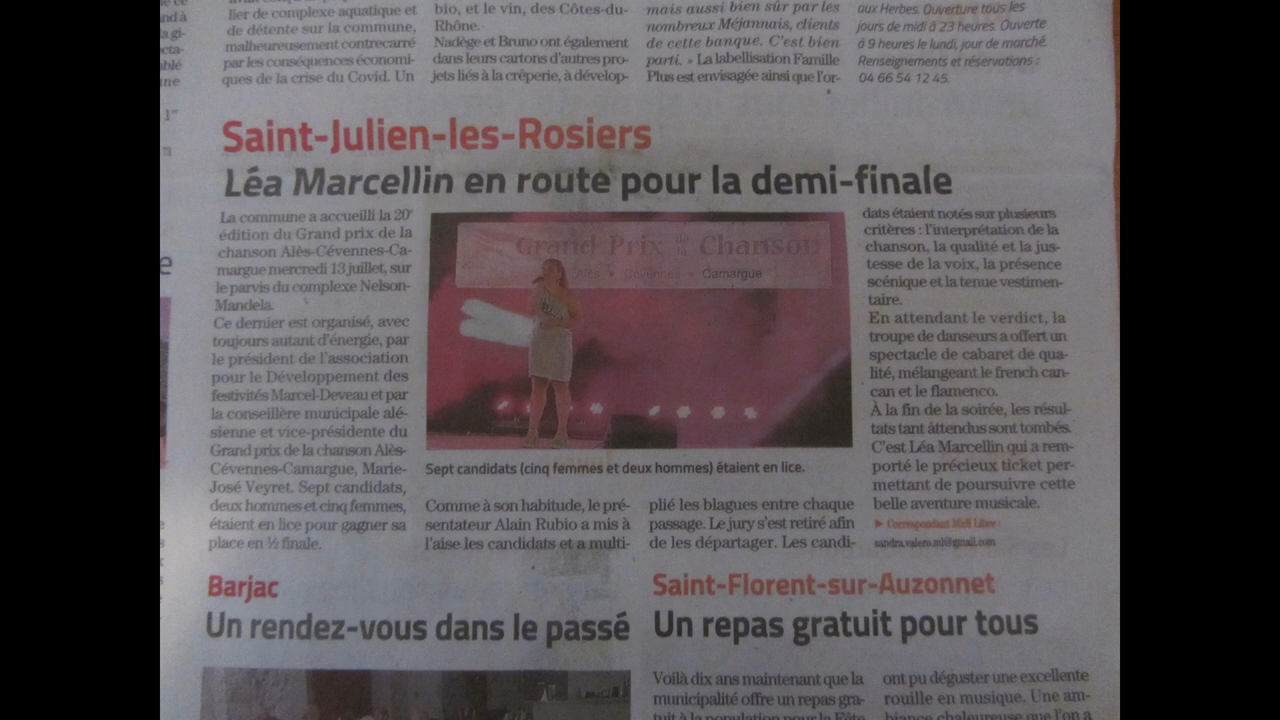 lier de complexe aquatique et
de détente sur la commune,
malheureusement contrecarré
par les conséquences économi-
ques de la crise du Covid. Un
bio, et le vin, des Côtes-du-
Rhône.
Nadège et Bruno ont également
dans leurs cartons d'autres pro-
jets liés à la crêperie, à dévelop-
mais aussi bien sûr par les
nombreux Méjannais, clients
de cette banque. C'est bien
parti. » La labellisation Famille
Plus est envisagée ainsi que l'or-
aux Herbes. Ouverture tous les
jours de midi à 23 heures. Ouverte
à 9 heures le lundi, jour de marché.
Renseignements et réservations :
04 66 54 12 45.
Saint-Julien-les-Rosiers
Léa Marcellin en route pour la demi-finale
La commune a accueilli la 20e
édition du Grand prix de la
chanson Alès-Cévennes-Ca-
margue mercredi 13 juillet, sur
le parvis du complexe Nelson-
Mandela.
Ce dernier est organisé, avec
toujours autant d'énergie, par
le président de l'association
pour le Développement des
festivités Marcel-Deveau et par
la conseillère municipale alé-
sienne et vice-présidente du
Grand prix de la chanson Alès-
Cévennes-Camargue, Marie-
José Veyret. Sept candidats,
deux hommes et cinq femmes,
étaient en lice pour gagner sa
place en ½ finale.
Grand Prix de la Chanson
Alès • Cévennes • Camargue
Sept candidats (cinq femmes et deux hommes) étaient en lice.
Comme à son habitude, le pré-
sentateur Alain Rubio a mis à
l'aise les candidats et a multi-
plié les blagues entre chaque
passage. Le jury s'est retiré afin
de les départager. Les candi-
dats étaient notés sur plusieurs
critères : l'interprétation de la
chanson, la qualité et la jus-
tesse de la voix, la présence
scénique et la tenue vestimen-
taire.
En attendant le verdict, la
troupe de danseurs a offert un
spectacle de cabaret de qua-
lité, mélangeant le french can-
can et le flamenco.
À la fin de la soirée, les résul-
tats tant attendus sont tombés.
C'est Léa Marcellin qui a rem-
porté le précieux ticket per-
mettant de poursuivre cette
belle aventure musicale.
► Correspondant Midi Libre :
sandra.valero.ml@gmail.com
Barjac
Un rendez-vous dans le passé
Saint-Florent-sur-Auzonnet
Un repas gratuit pour tous
Voilà dix ans maintenant que la
municipalité offre un repas gra-
tuit à la population pour la Fête
ont pu déguster une excellente
rouille en musique. Une am-
biance chaleureuse que l'on a